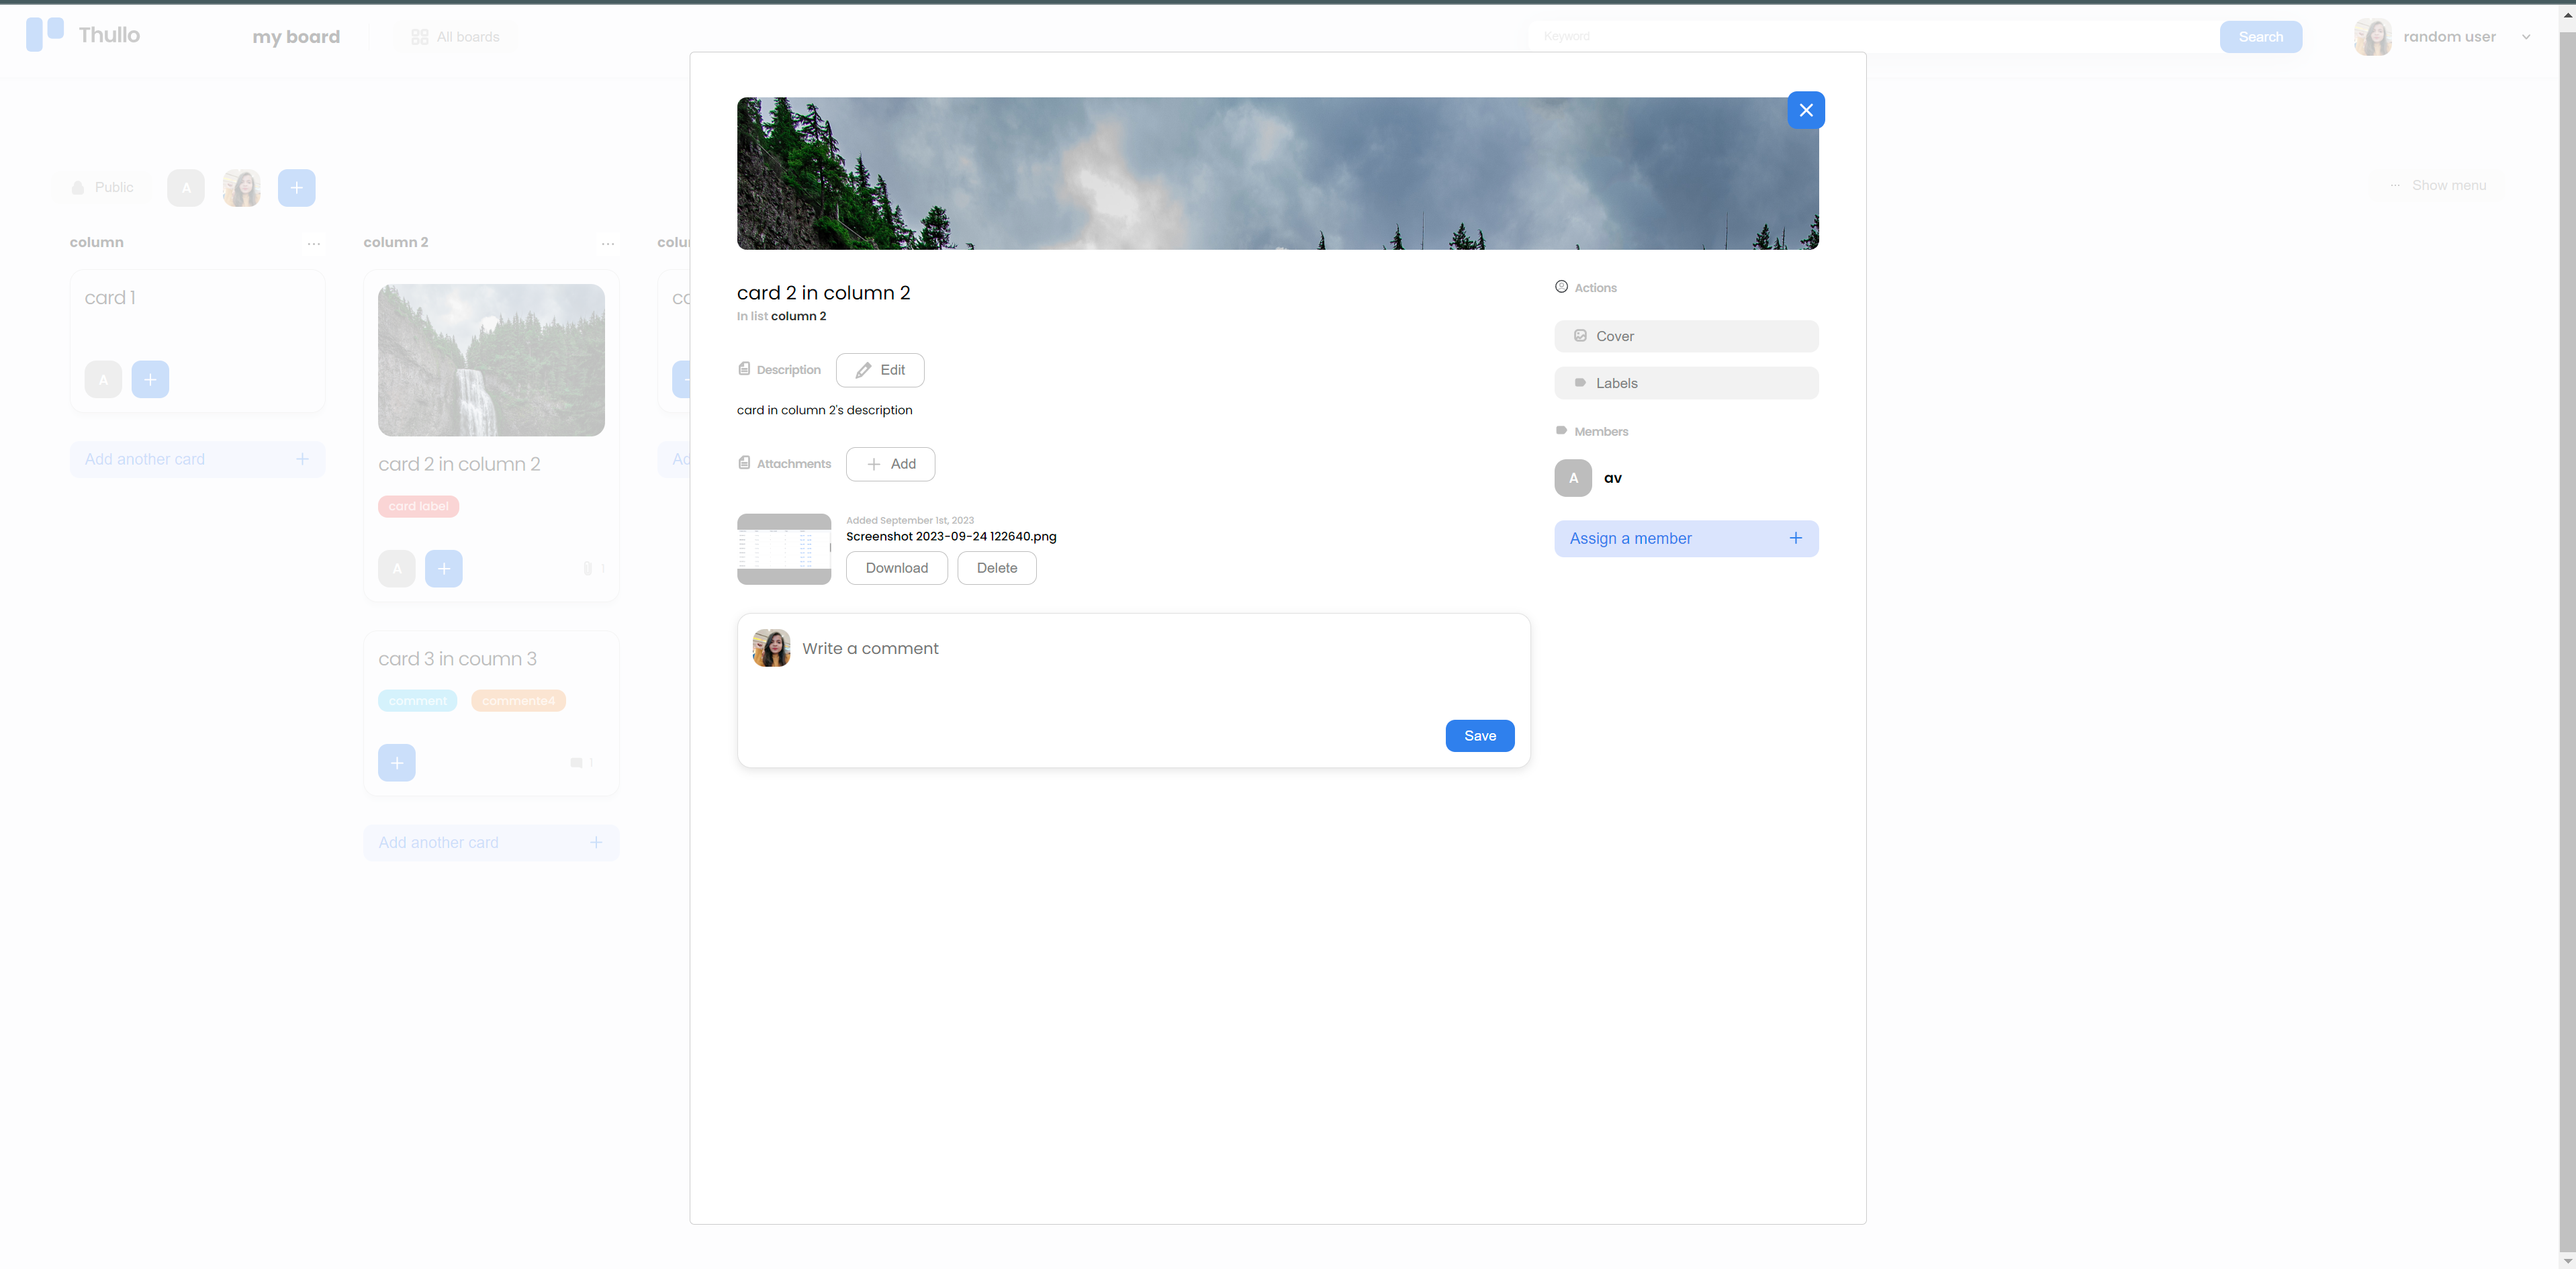 Thullo
my board
All boards
Keyword
Search
random user
Public
A
Show menu
column
column 2
card 1
A
Add another card
card 2 in column 2
card label
A
1
card 3 in coumn 3
comment
commente4
1
Add another card
card 2 in column 2
In list column 2
Description
Edit
card in column 2's description
Attachments
Add
Added September 1st, 2023
Screenshot 2023-09-24 122640.png
Download
Delete
Write a comment
Save
Actions
Cover
Labels
Members
A
av
Assign a member